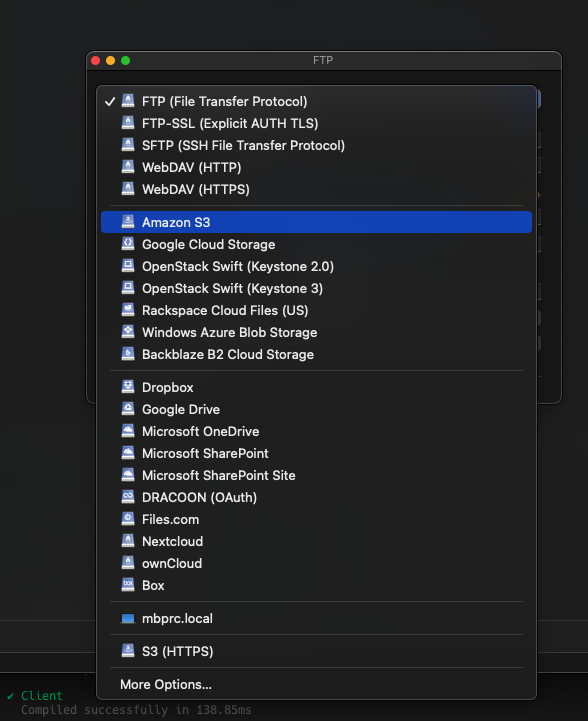 FTP
✓ FTP (File Transfer Protocol)
FTP-SSL (Explicit AUTH TLS)
SFTP (SSH File Transfer Protocol)
WebDAV (HTTP)
WebDAV (HTTPS)
Amazon S3
Google Cloud Storage
OpenStack Swift (Keystone 2.0)
OpenStack Swift (Keystone 3)
Rackspace Cloud Files (US)
Windows Azure Blob Storage
Backblaze B2 Cloud Storage
Dropbox
Google Drive
Microsoft OneDrive
Microsoft SharePoint
Microsoft SharePoint Site
DRACOON (OAuth)
Files.com
Nextcloud
ownCloud
Box
mbprc.local
S3 (HTTPS)
More Options...
✔ Client
Compiled successfully in 138.85ms